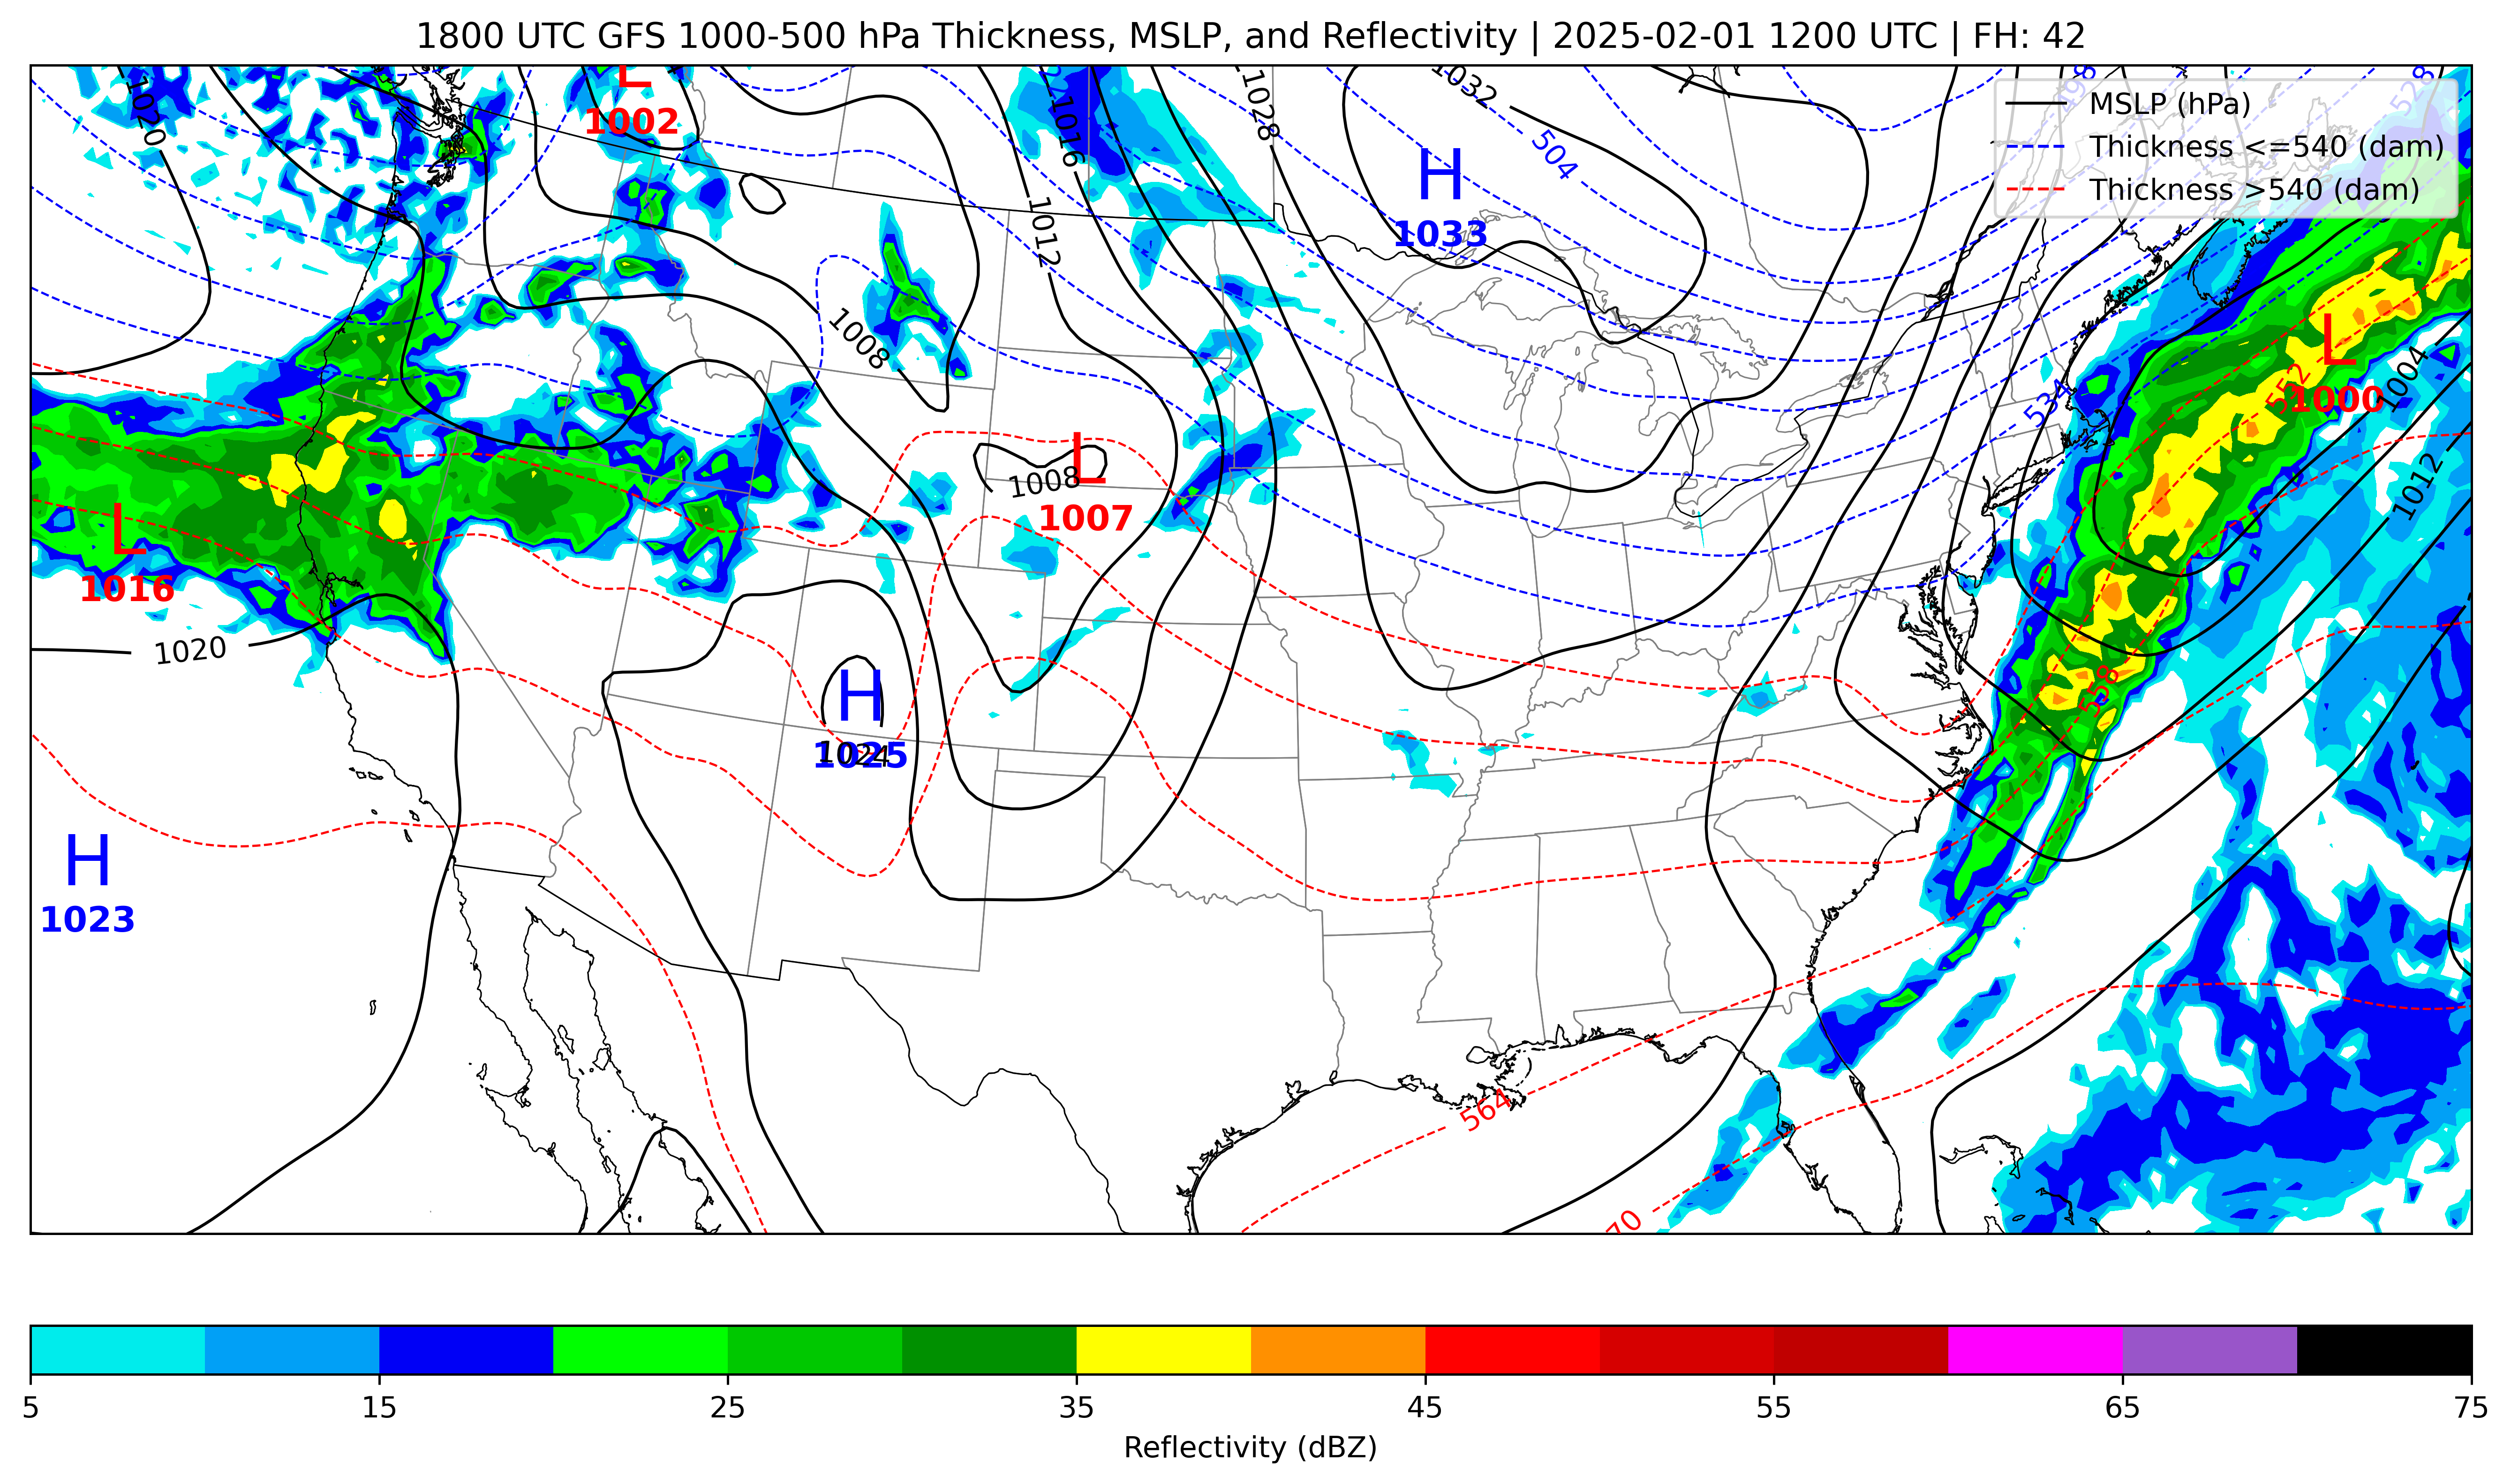 1800 UTC GFS 1000-500 hPa Thickness, MSLP, and Reflectivity | 2025-02-01 1200 UTC | FH: 42
MSLP (hPa)
Thickness <=540 (dam)
Thickness >540 (dam)
498
528
L
1002
1020
1016
1028
1032
504
H
1033
1012
1008
L
1000
552
1004
534
1012
L
1007
1008
L
1016
1020
558
H
1025
1024
H
1023
564
70
5 15 25 35 45 55 65 75
Reflectivity (dBZ)